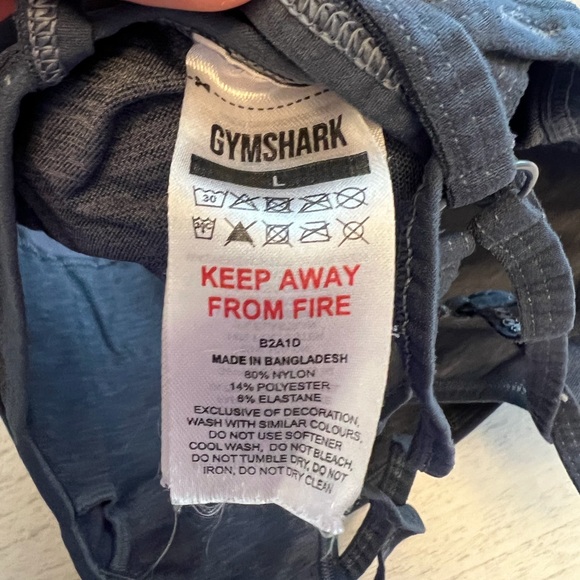 GYMSHARK
L
30
KEEP AWAY
FROM FIRE
B2A1D
MADE IN BANGLADESH
80% NYLON
14% POLYESTER
6% ELASTANE
EXCLUSIVE OF DECORATION,
WASH WITH SIMILAR COLOURS,
DO NOT USE SOFTENER
COOL WASH, DO NOT BLEACH,
DO NOT TUMBLE DRY, DO NOT
IRON, DO NOT DRY CLEAN